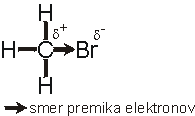 H
δ+ δ-
H-C→Br
H
→ smer premika elektronov